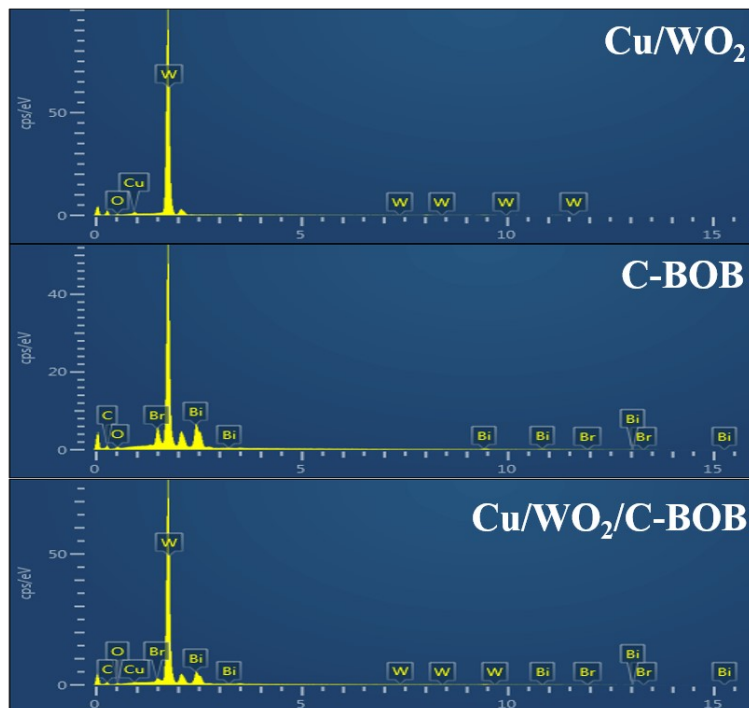 Cu/WO₂
cps/eV
50
0
W
Cu
O
W W W W
0 5 10 15
C-BOB
cps/eV
40
20
0
C
O
Br
Bi
Bi
Bi
Bi
Bi
Br
Br
Bi
0 5 10 15
Cu/WO₂/C-BOB
cps/eV
50
0
W
O
Br
C
Cu
Bi
Bi
Bi
W W W Bi Br Br Bi
0 5 10 15